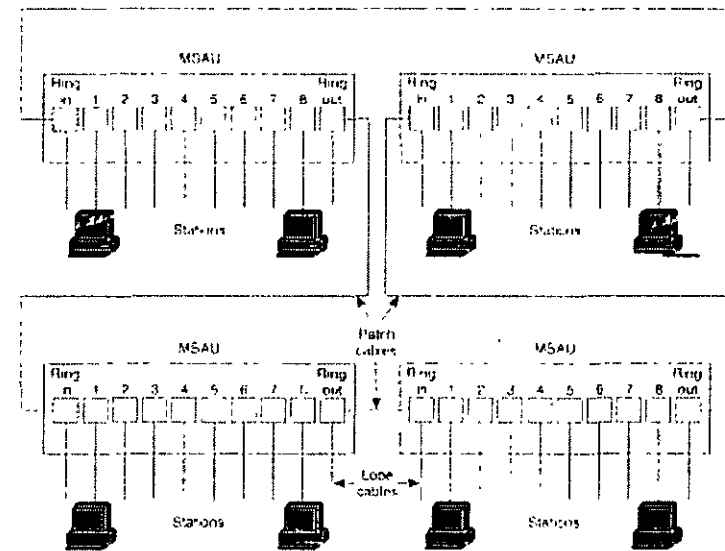 MSAU MSAU
Ring Ring Ring Ring
in 1 2 3 4 5 6 7 8 out in 1 2 3 4 5 6 7 8 out
Stations Stations
Patch
cables
MSAU MSAU
Ring Ring Ring Ring
in 1 2 3 4 5 6 7 8 out in 1 2 3 4 5 6 7 8 out
Lobe
cables
Stations Stations